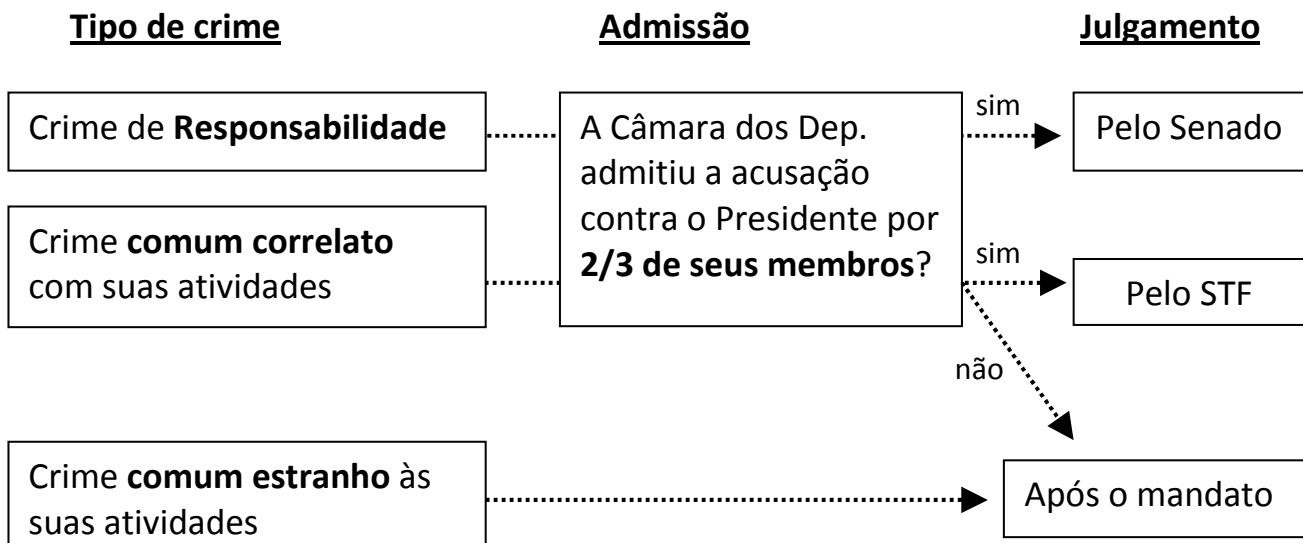 Tipo de crime
Admissão
Julgamento
Crime de Responsabilidade
A Câmara dos Dep.
admitiu a acusação
contra o Presidente por
2/3 de seus membros?
sim
Pelo Senado
Crime comum correlato
com suas atividades
sim
Pelo STF
não
Crime comum estranho às
suas atividades
Após o mandato